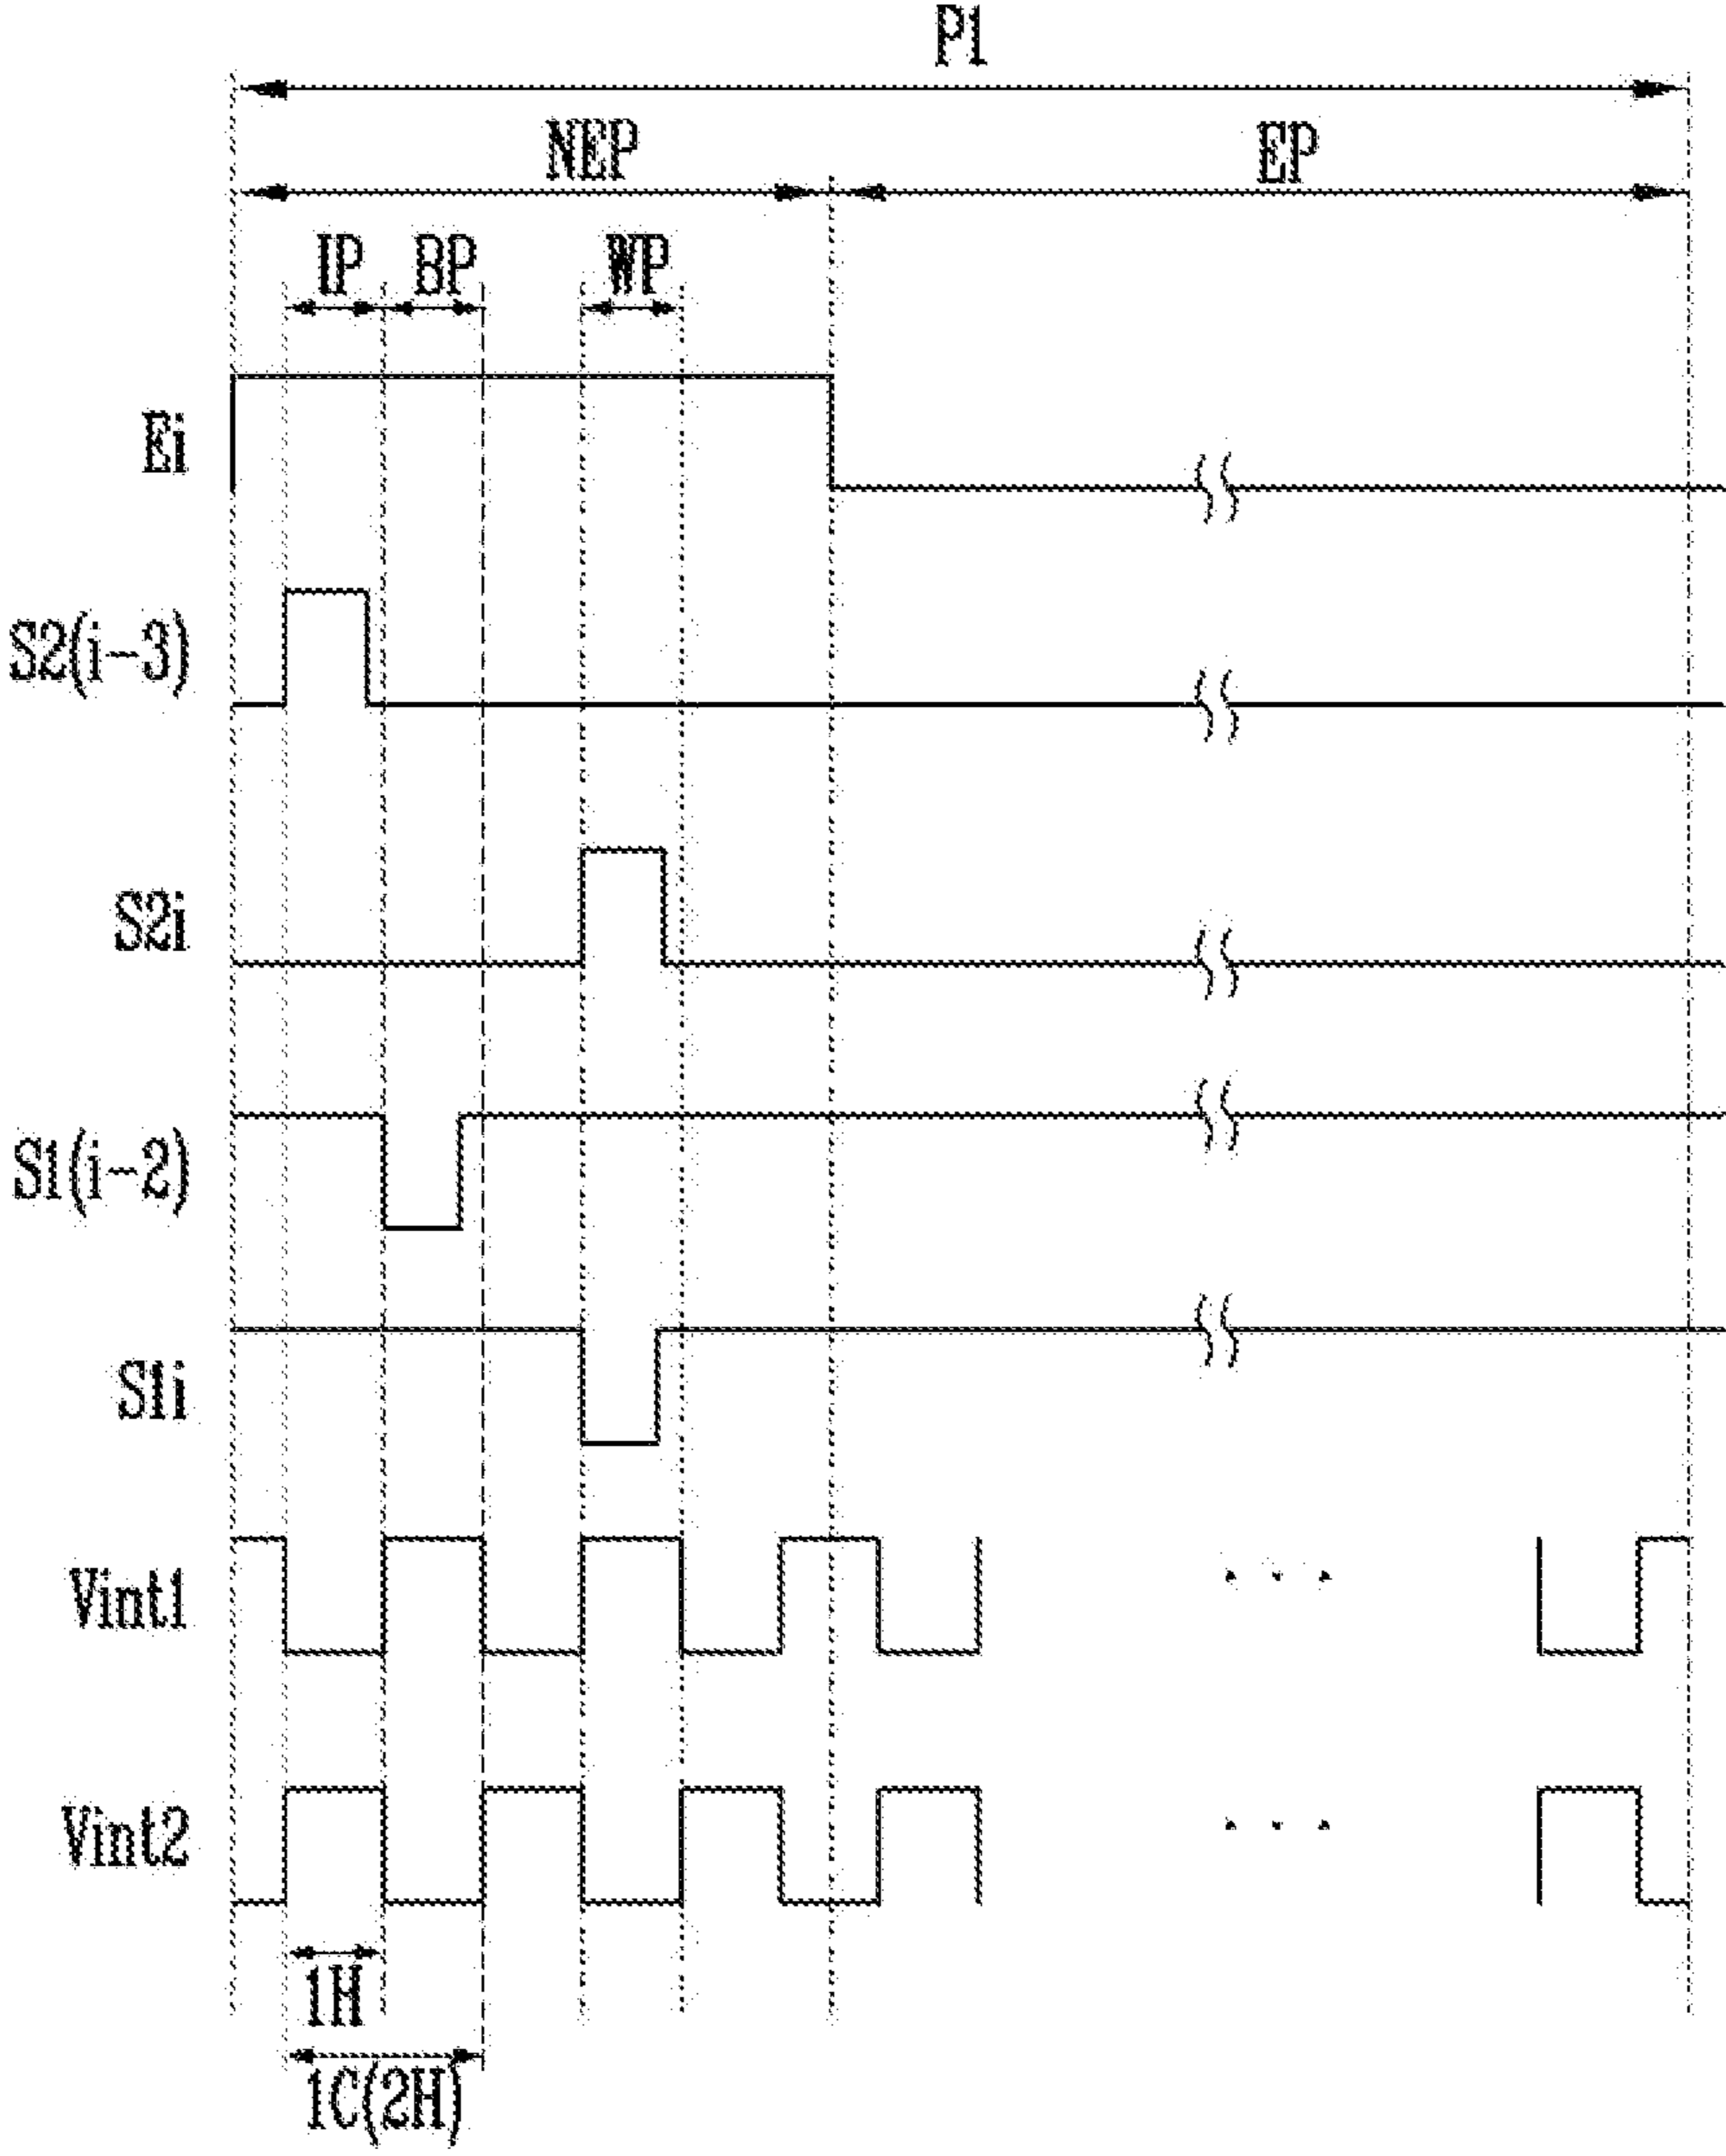 P1
NEP EP
IP BP WP
Ei
S2(i-3)
S2i
S1(i-2)
S1i
Vint1
Vint2
1H
1C(2H)